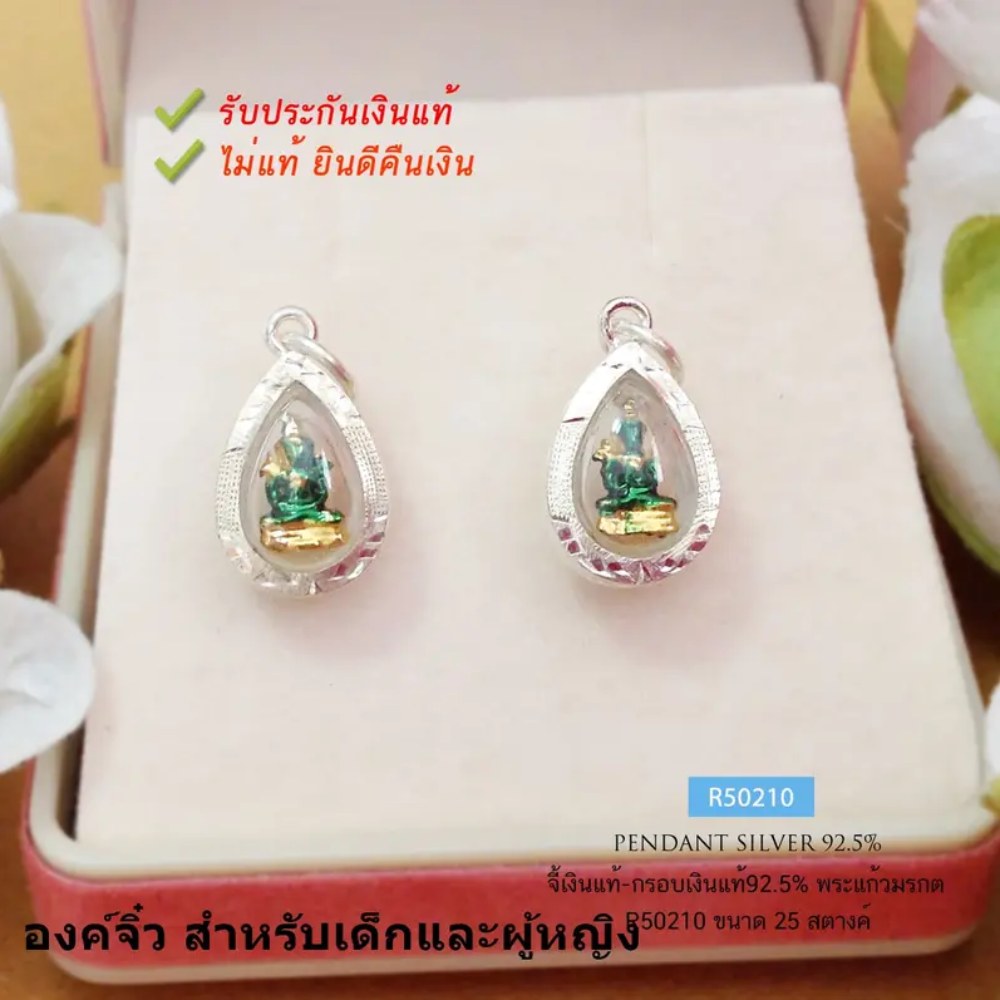 รับประกันเงินแท้
ไม่แท้ ยินดีคืนเงิน
R50210
PENDANT SILVER 92.5%
จี้เงินแท้-กรอบเงินแท้92.5% พระแก้วมรกต
R50210 ขนาด 25 สตางค์
องค์จิ๋ว สำหรับเด็กและผู้หญิง